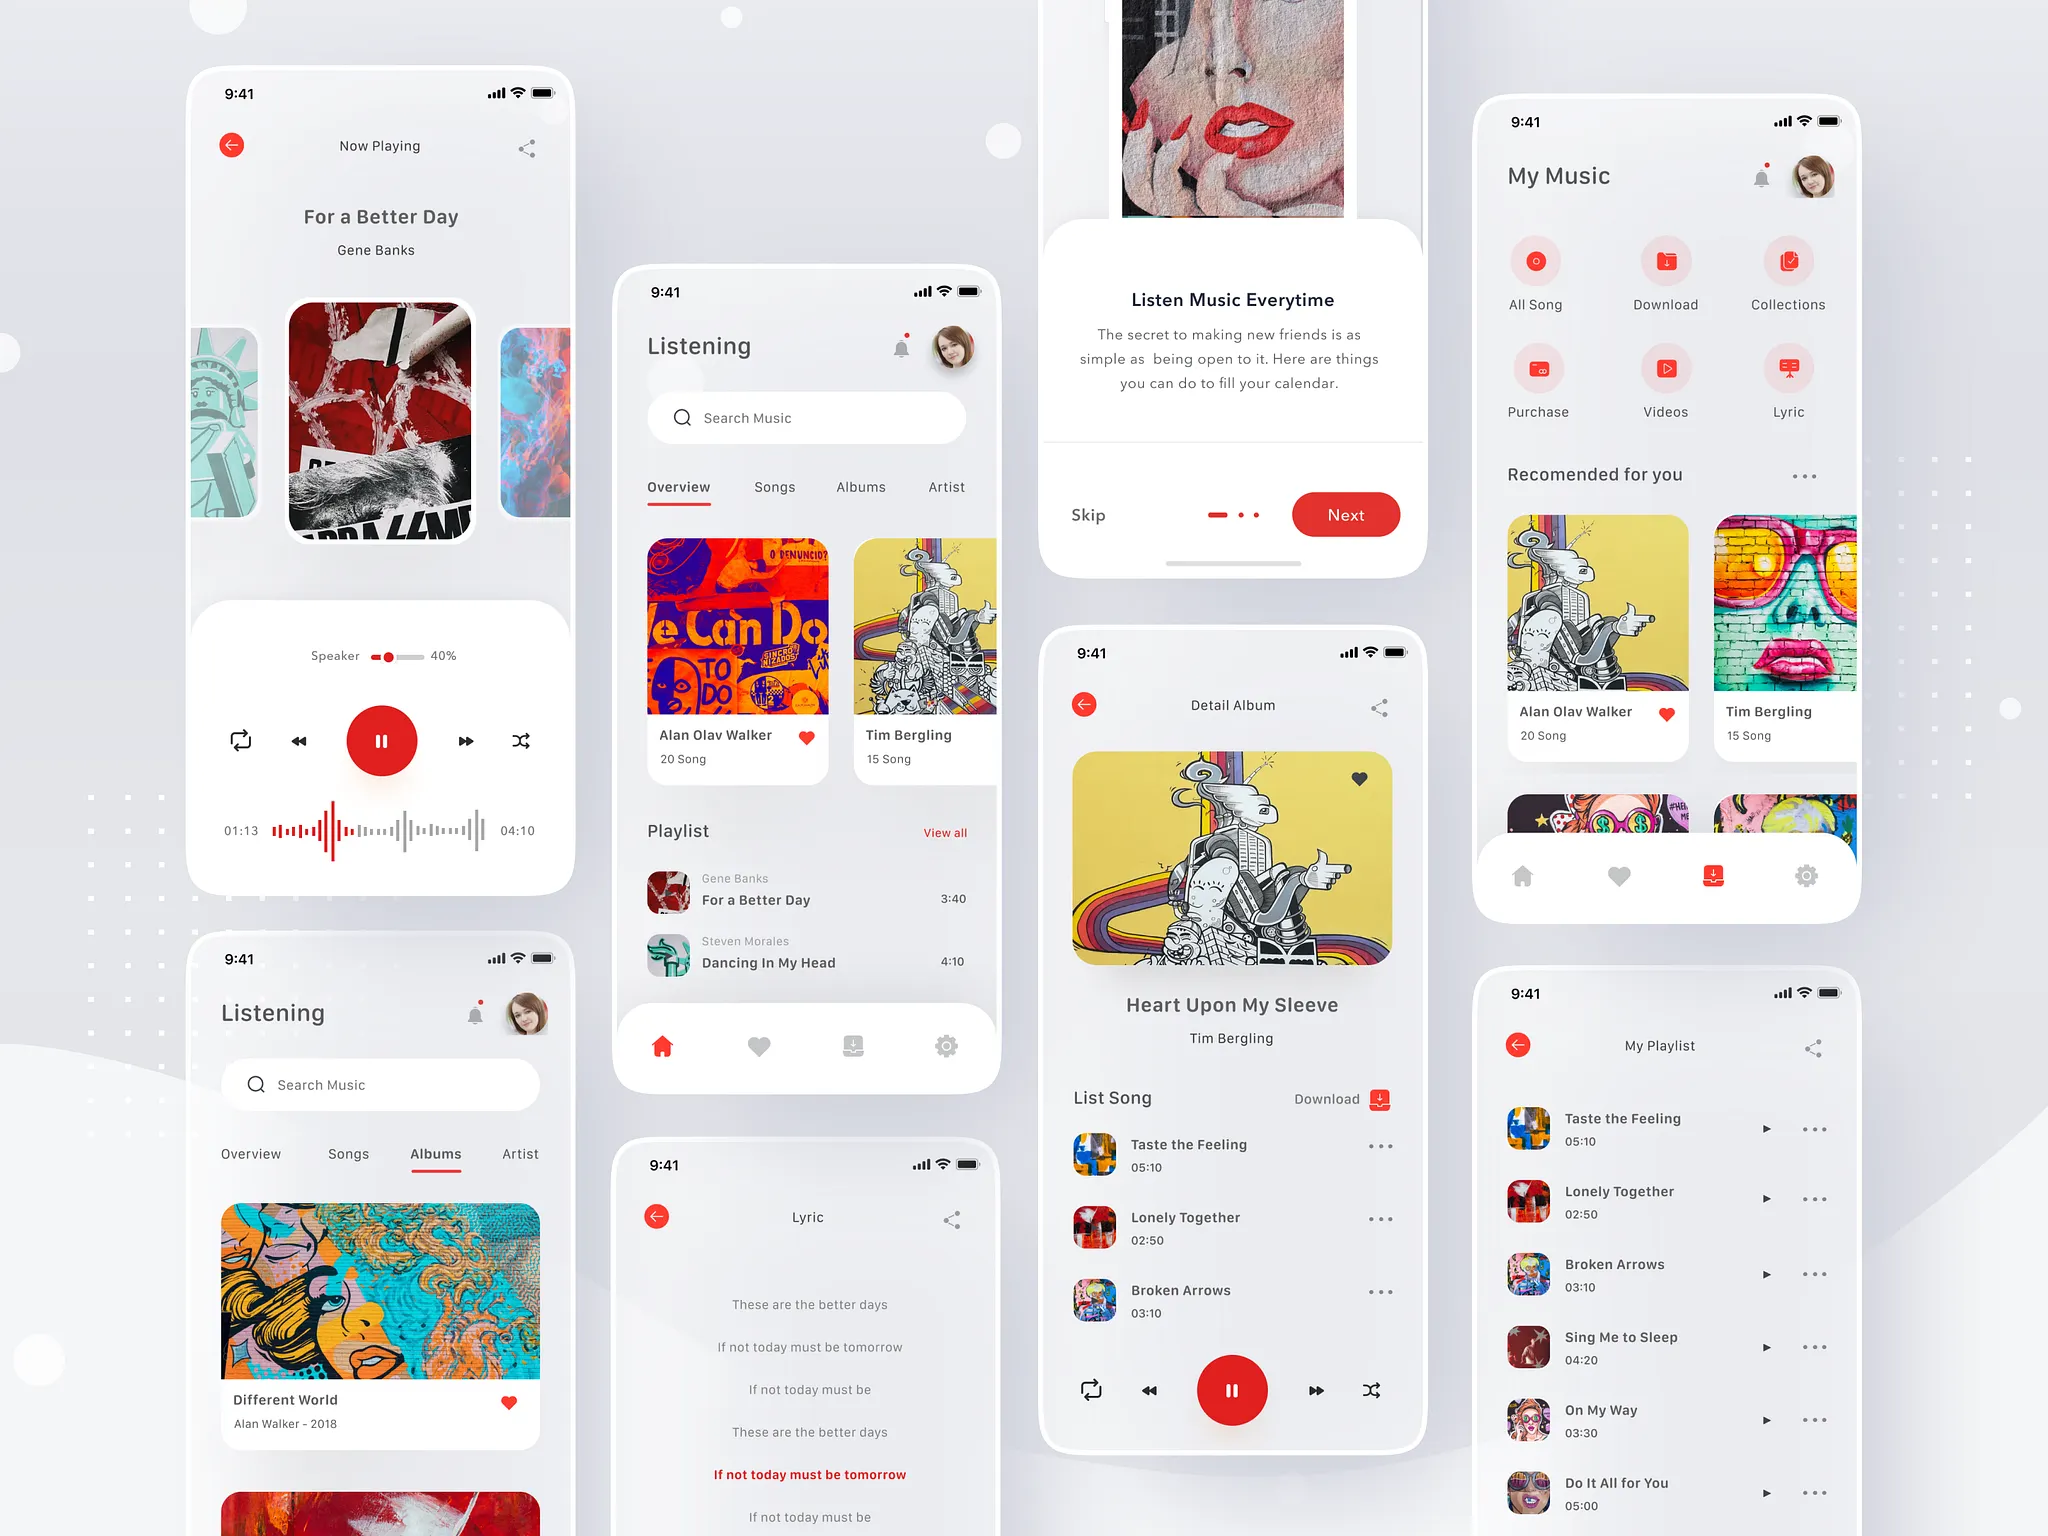 9:41
Now Playing
For a Better Day
Gene Banks
Speaker 40%
01:13 04:10
9:41
Listening
Search Music
Overview Songs Albums Artist
Different World
Alan Walker - 2018
9:41
Listening
Search Music
Overview Songs Albums Artist
O DENUNCIO?
e Can Do
SINCRO
NIZADOS
TO
DO
Alan Olav Walker
20 Song
Tim Bergling
15 Song
Playlist View all
Gene Banks
For a Better Day 3:40
Steven Morales
Dancing In My Head 4:10
9:41
Lyric
These are the better days
If not today must be tomorrow
If not today must be
These are the better days
If not today must be tomorrow
If not today must be
Listen Music Everytime
The secret to making new friends is as
simple as being open to it. Here are things
you can do to fill your calendar.
Skip Next
9:41
Detail Album
Heart Upon My Sleeve
Tim Bergling
List Song Download
Taste the Feeling
05:10
Lonely Together
02:50
Broken Arrows
03:10
9:41
My Music
All Song Download Collections
Purchase Videos Lyric
Recomended for you
Alan Olav Walker
20 Song
Tim Bergling
15 Song
9:41
My Playlist
Taste the Feeling
05:10
Lonely Together
02:50
Broken Arrows
03:10
Sing Me to Sleep
04:20
On My Way
03:30
Do It All for You
05:00